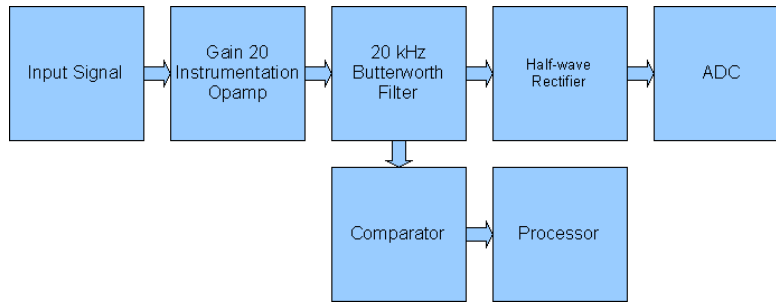 Input Signal
Gain 20
Instrumentation
Opamp
20 kHz
Butterworth
Filter
Half-wave
Rectifier
ADC
Comparator
Processor